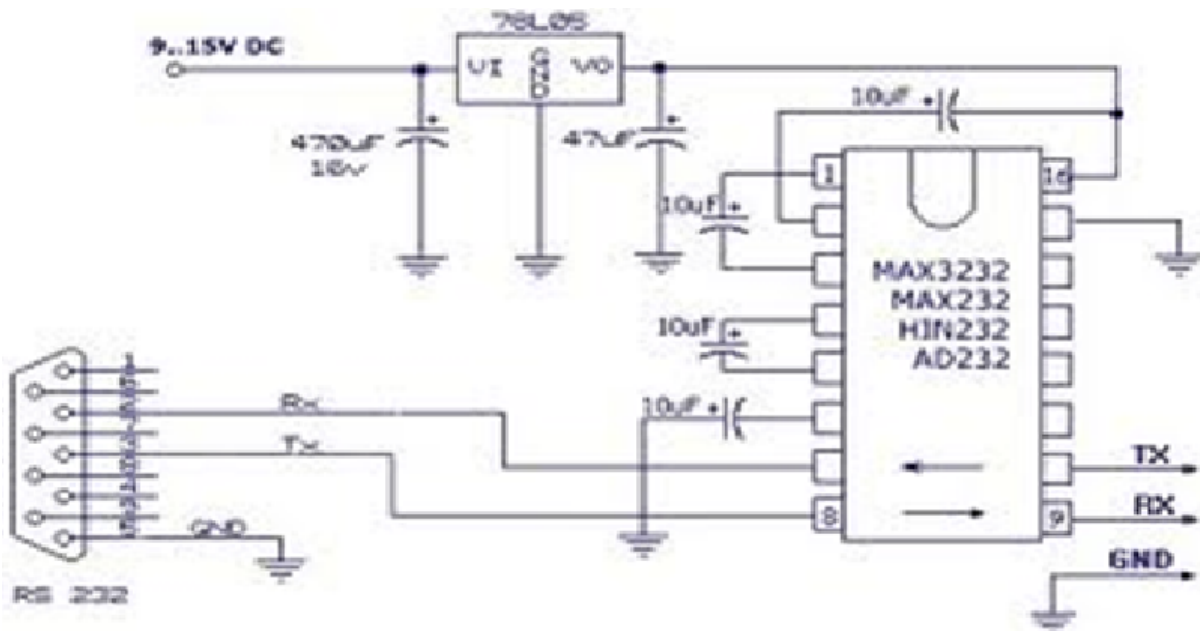 78L05
9..15V DC
VI
GND
VO
10uF +
470uF
16v
+
47uF
+
1
16
10uF +
MAX3232
MAX232
HIN232
AD232
10uF
+
10uF +
Rx
Tx
TX
RX
8
9
GND
GND
RS 232